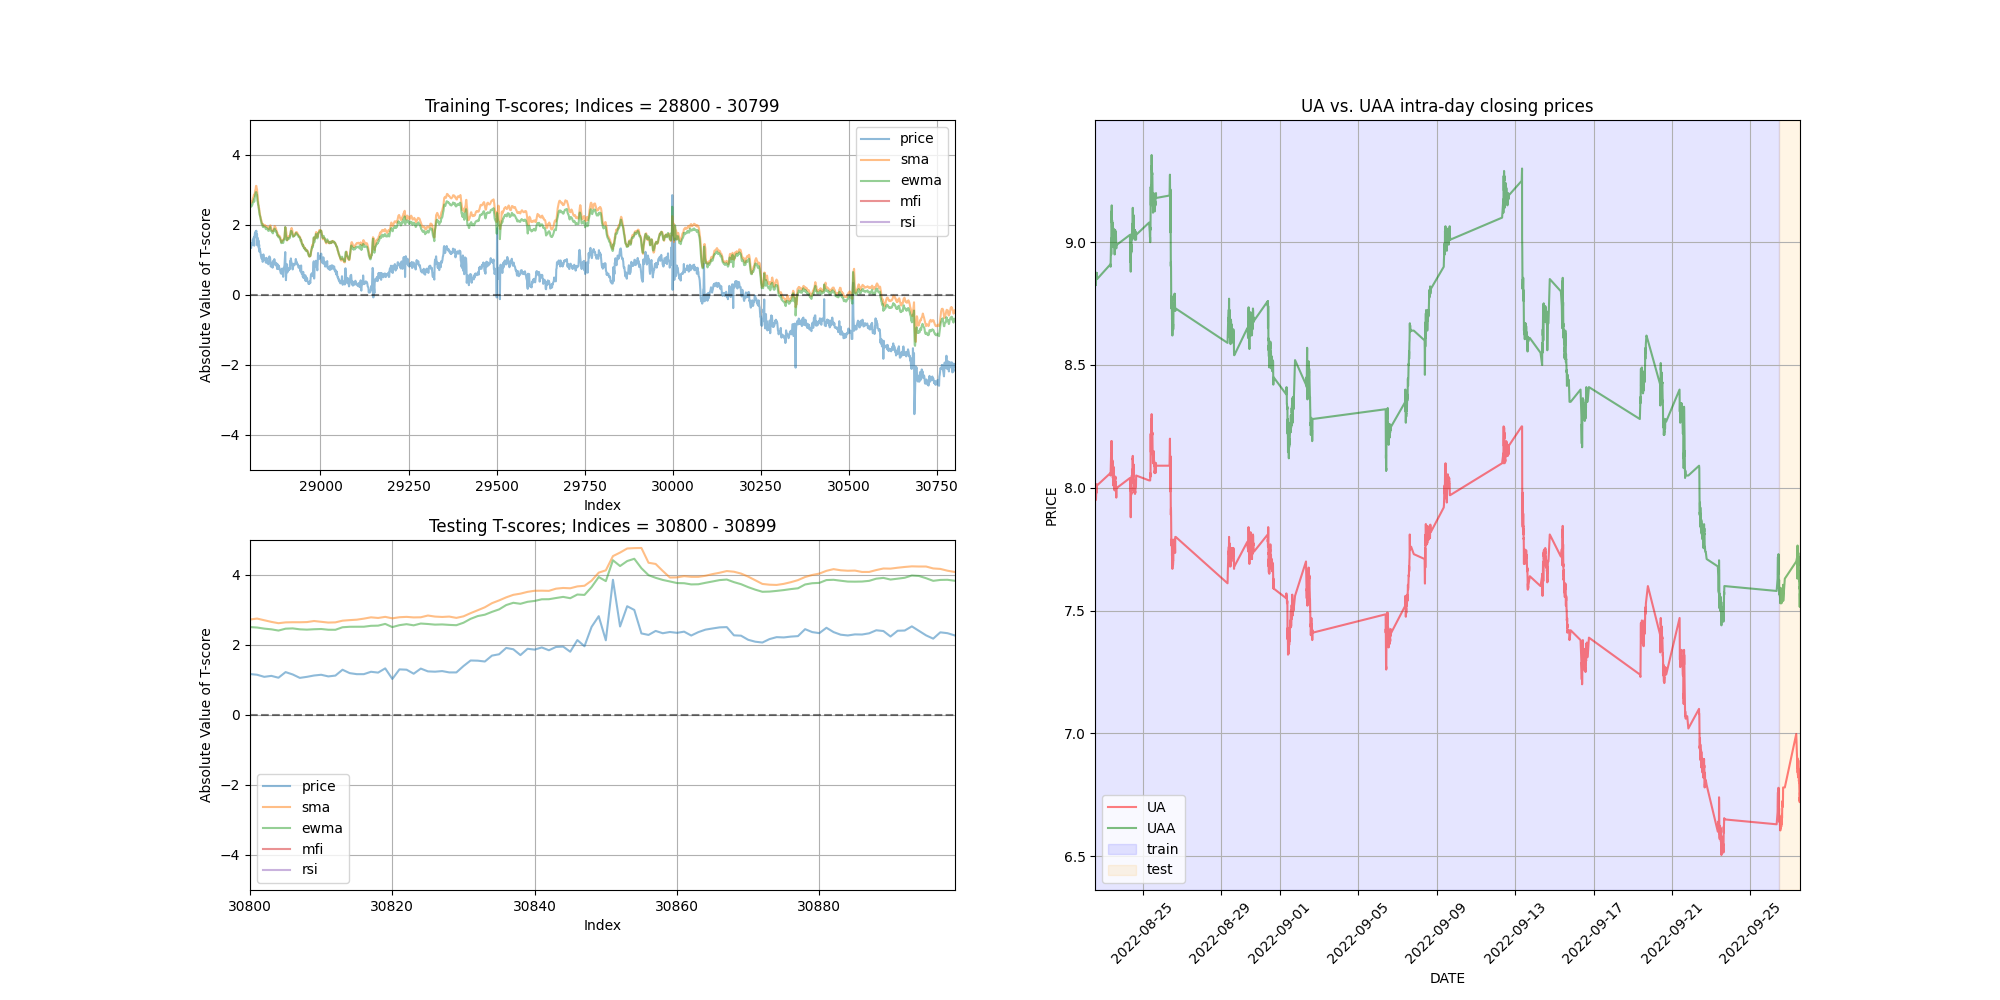 Training T-scores; Indices = 28800 - 30799
Absolute Value of T-score
4
2
0
−2
−4
price
sma
ewma
mfi
rsi
29000 29250 29500 29750 30000 30250 30500 30750
Index
Testing T-scores; Indices = 30800 - 30899
Absolute Value of T-score
4
2
0
−2
−4
price
sma
ewma
mfi
rsi
30800 30820 30840 30860 30880
Index
UA vs. UAA intra-day closing prices
PRICE
9.0
8.5
8.0
7.5
7.0
6.5
UA
UAA
train
test
2022-08-25 2022-08-29 2022-09-01 2022-09-05 2022-09-09 2022-09-13 2022-09-17 2022-09-21 2022-09-25
DATE